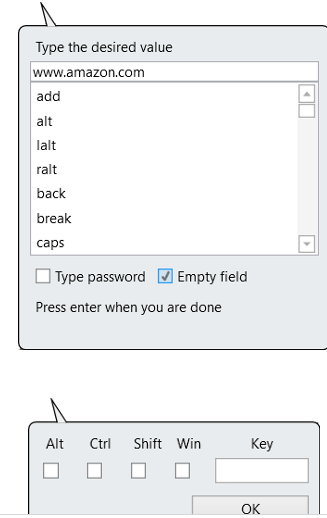 Type the desired value
www.amazon.com
add
alt
lalt
ralt
back
break
caps
Type password Empty field
Press enter when you are done
Alt Ctrl Shift Win Key
OK